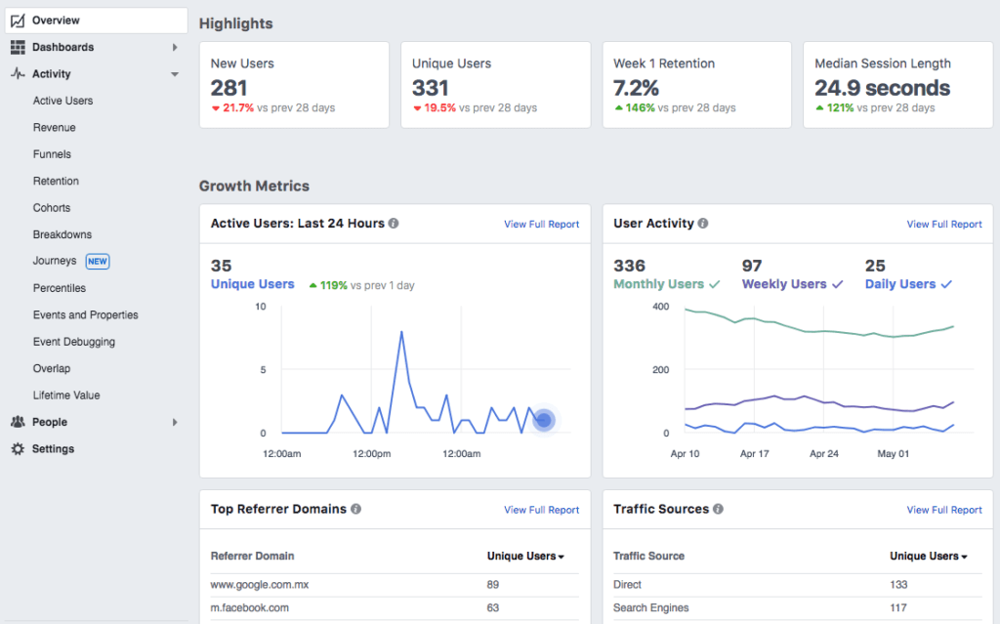 Overview
Dashboards
Activity
Active Users
Revenue
Funnels
Retention
Cohorts
Breakdowns
Journeys NEW
Percentiles
Events and Properties
Event Debugging
Overlap
Lifetime Value
People
Settings
Highlights
New Users
281
21.7% vs prev 28 days
Unique Users
331
19.5% vs prev 28 days
Week 1 Retention
7.2%
146% vs prev 28 days
Median Session Length
24.9 seconds
121% vs prev 28 days
Growth Metrics
Active Users: Last 24 Hours
View Full Report
35
Unique Users 119% vs prev 1 day
10
5
0
12:00am 12:00pm 12:00am
User Activity
View Full Report
336 97 25
Monthly Users Weekly Users Daily Users
400
200
0
Apr 10 Apr 17 Apr 24 May 01
Top Referrer Domains
View Full Report
Referrer Domain Unique Users
www.google.com.mx 89
m.facebook.com 63
Traffic Sources
View Full Report
Traffic Source Unique Users
Direct 133
Search Engines 117